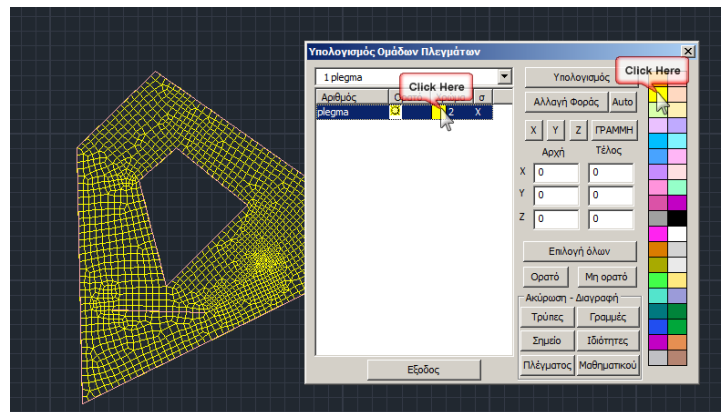 Υπολογισμός Ομάδων Πλεγμάτων
1 plegma
Υπολογισμός
Click Here
Click Here
Αριθμός Ορατό σ
plegma 2 X
Αλλαγή Φοράς Auto
X Y Z ΓΡΑΜΜΗ
Αρχή Τέλος
X 0 0
Y 0 0
Z 0 0
Επιλογή όλων
Ορατό Μη ορατό
Ακύρωση - Διαγραφή
Τρύπες Γραμμές
Σημείο Ιδιότητες
Πλέγματος Μαθηματικού
Εξοδος